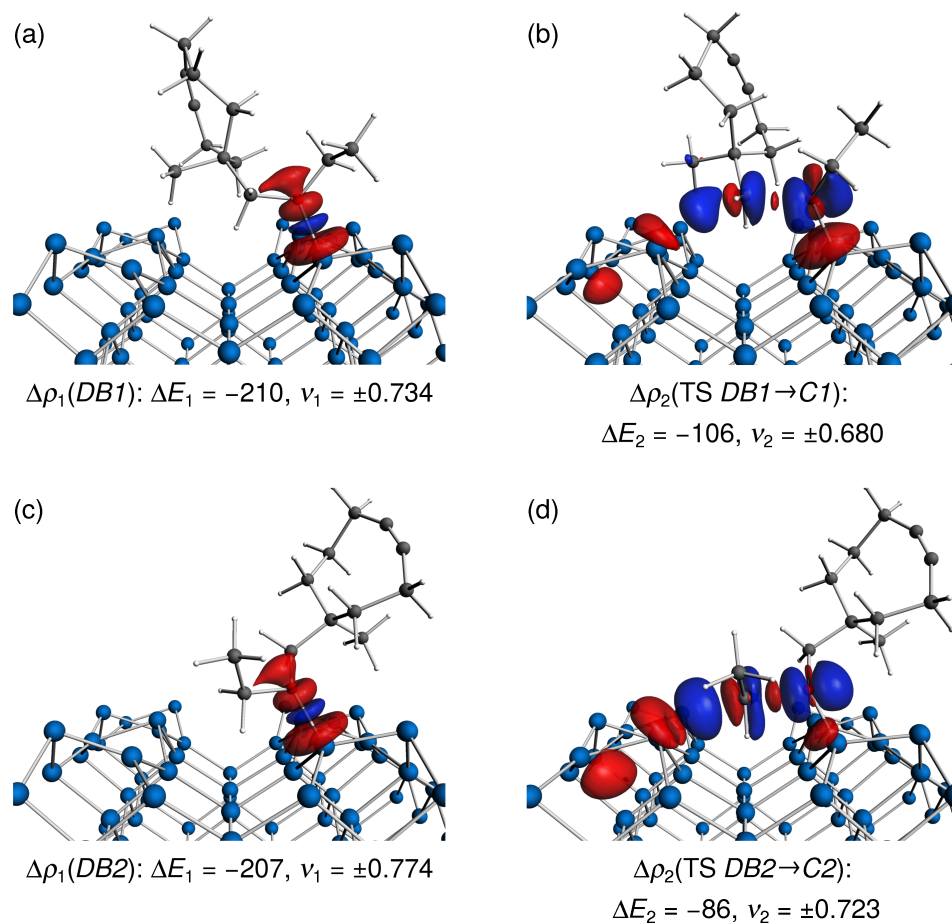 (a)
(b)
Δρ₁(DB1): ΔE₁ = −210, ν₁ = ±0.734
Δρ₂(TS DB1→C1):
ΔE₂ = −106, ν₂ = ±0.680
(c)
(d)
Δρ₁(DB2): ΔE₁ = −207, ν₁ = ±0.774
Δρ₂(TS DB2→C2):
ΔE₂ = −86, ν₂ = ±0.723